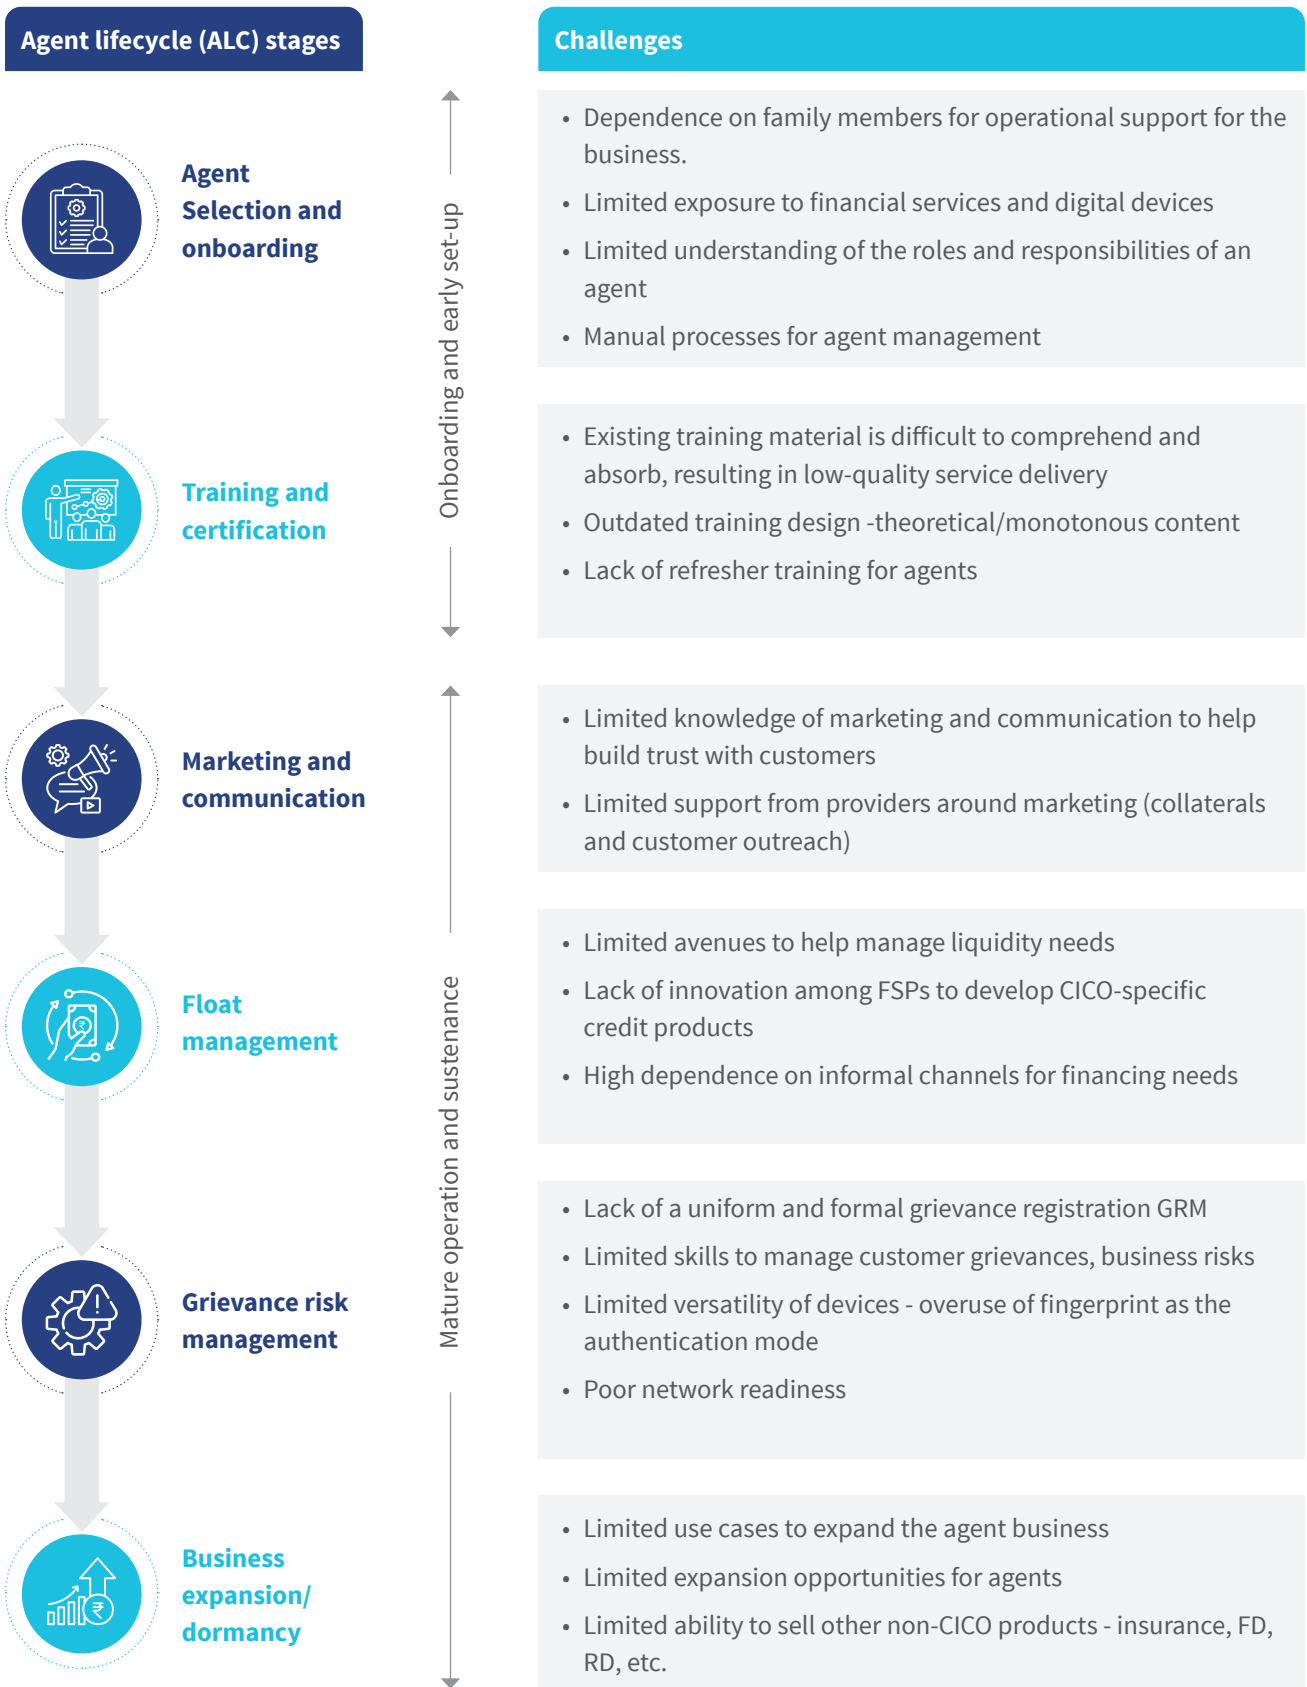 Agent lifecycle (ALC) stages
Challenges
Agent
Selection and
onboarding
Onboarding and early set-up
• Dependence on family members for operational support for the
business.
• Limited exposure to financial services and digital devices
• Limited understanding of the roles and responsibilities of an
agent
• Manual processes for agent management
Training and
certification
• Existing training material is difficult to comprehend and
absorb, resulting in low-quality service delivery
• Outdated training design -theoretical/monotonous content
• Lack of refresher training for agents
Marketing and
communication
Mature operation and sustenance
• Limited knowledge of marketing and communication to help
build trust with customers
• Limited support from providers around marketing (collaterals
and customer outreach)
Float
management
₹
• Limited avenues to help manage liquidity needs
• Lack of innovation among FSPs to develop CICO-specific
credit products
• High dependence on informal channels for financing needs
Grievance risk
management
!
• Lack of a uniform and formal grievance registration GRM
• Limited skills to manage customer grievances, business risks
• Limited versatility of devices - overuse of fingerprint as the
authentication mode
• Poor network readiness
Business
expansion/
dormancy
₹
• Limited use cases to expand the agent business
• Limited expansion opportunities for agents
• Limited ability to sell other non-CICO products - insurance, FD,
RD, etc.